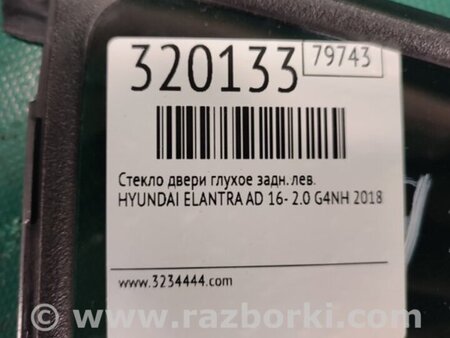 320133
79743
Стекло двери глухое задн.лев.
HYUNDAI ELANTRA AD 16- 2.0 G4NH 2018
www.3234444.com
www.razborki.com